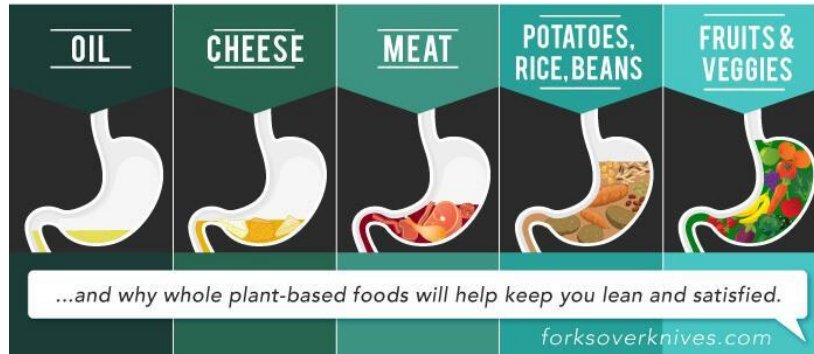 OIL
CHEESE
MEAT
POTATOES,
RICE, BEANS
FRUITS &
VEGGIES
...and why whole plant-based foods will help keep you lean and satisfied.
forksoverknives.com